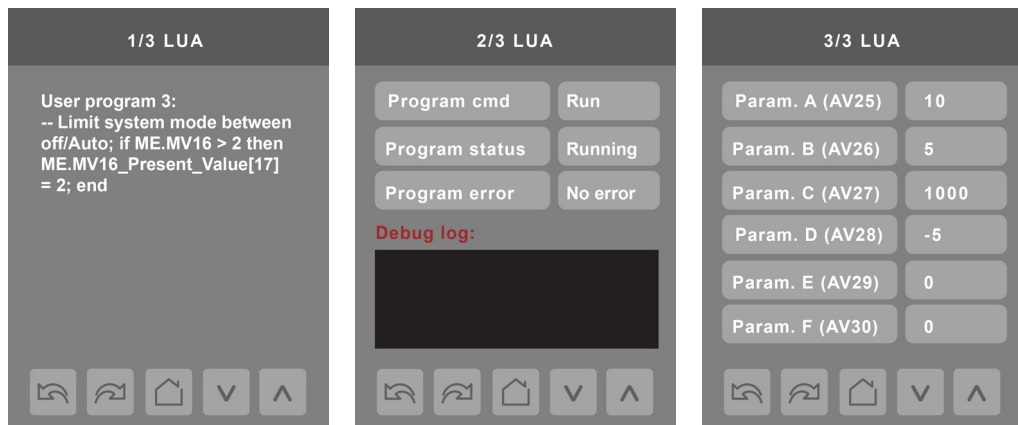 1/3 LUA
User program 3:
-- Limit system mode between
off/Auto; if ME.MV16 > 2 then
ME.MV16_Present_Value[17]
= 2; end
2/3 LUA
Program cmd Run
Program status Running
Program error No error
Debug log:
3/3 LUA
Param. A (AV25) 10
Param. B (AV26) 5
Param. C (AV27) 1000
Param. D (AV28) -5
Param. E (AV29) 0
Param. F (AV30) 0